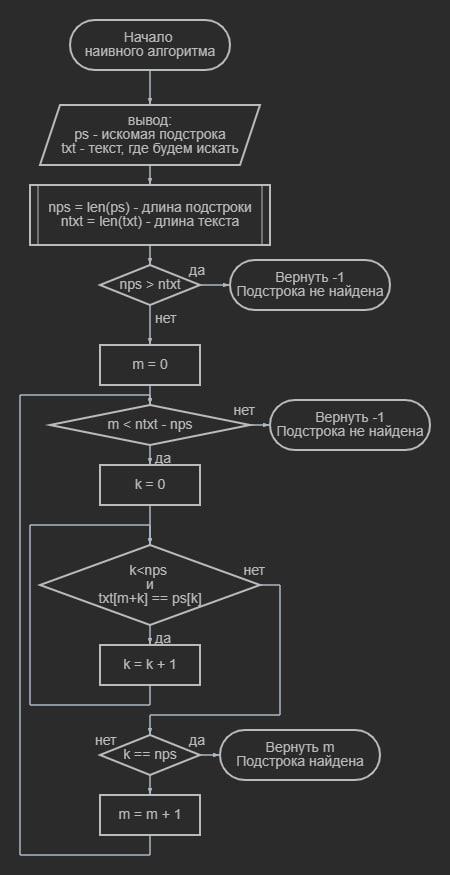 Начало
наивного алгоритма
вывод:
ps - искомая подстрока
txt - текст, где будем искать
nps = len(ps) - длина подстроки
ntxt = len(txt) - длина текста
nps > ntxt
да
Вернуть -1
Подстрока не найдена
нет
m = 0
m < ntxt - nps
нет
Вернуть -1
Подстрока не найдена
да
k = 0
k<nps
и
txt[m+k] == ps[k]
нет
да
k = k + 1
нет
k == nps
да
Вернуть m
Подстрока найдена
m = m + 1